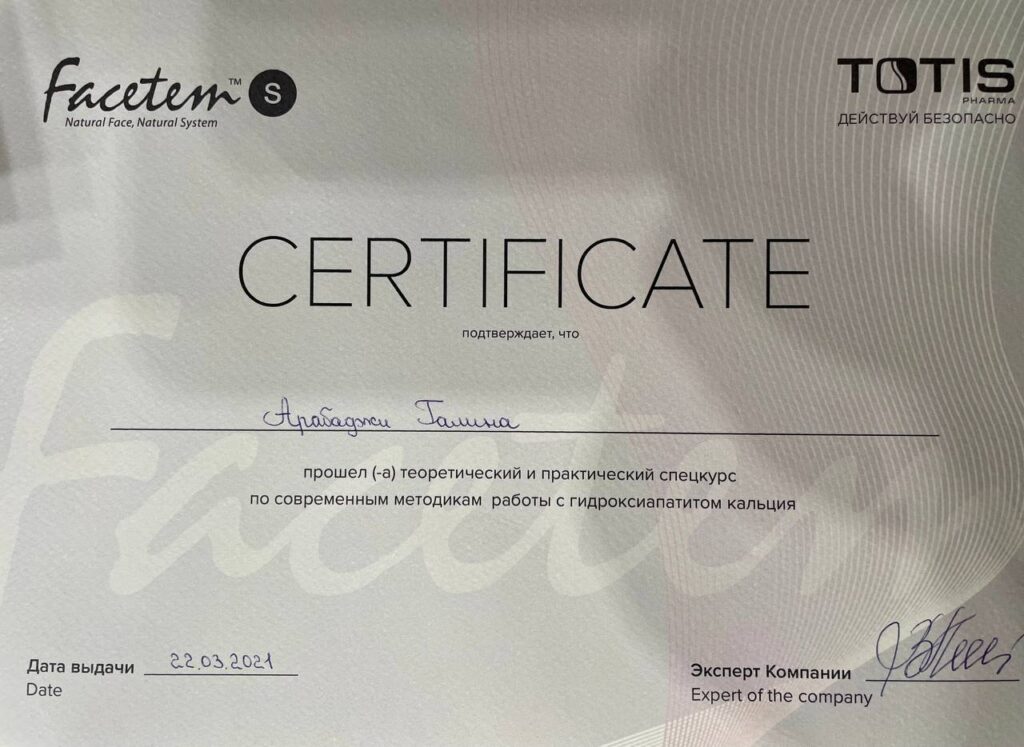 Facetem™ S
Natural Face, Natural System
TOTIS
PHARMA
ДЕЙСТВУЙ БЕЗОПАСНО
CERTIFICATE
подтверждает, что
Арабаджи Галина
прошел (-а) теоретический и практический спецкурс
по современным методикам работы с гидроксиапатитом кальция
Дата выдачи 22.03.2021
Date
Эксперт Компании
Expert of the company
Facetem